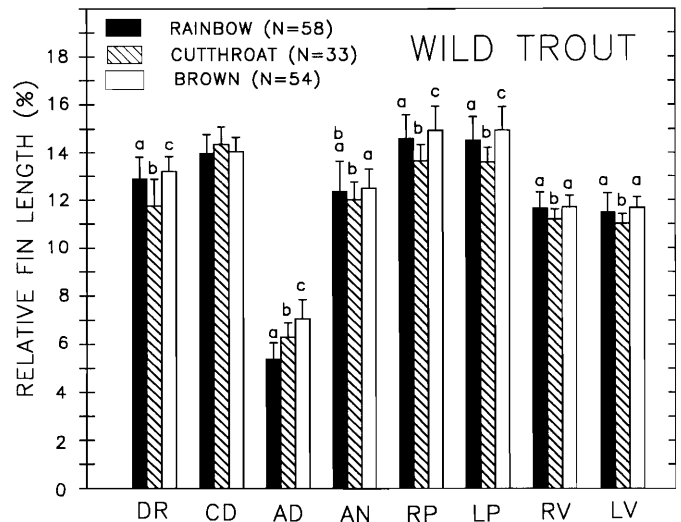 RAINBOW (N=58)
CUTTHROAT (N=33)
BROWN (N=54)
WILD TROUT
RELATIVE FIN LENGTH (%)
18
16
14
12
10
8
6
4
2
0
a b c
a b c
b
a b a
a b c
a b c
a b a
a b a
DR CD AD AN RP LP RV LV